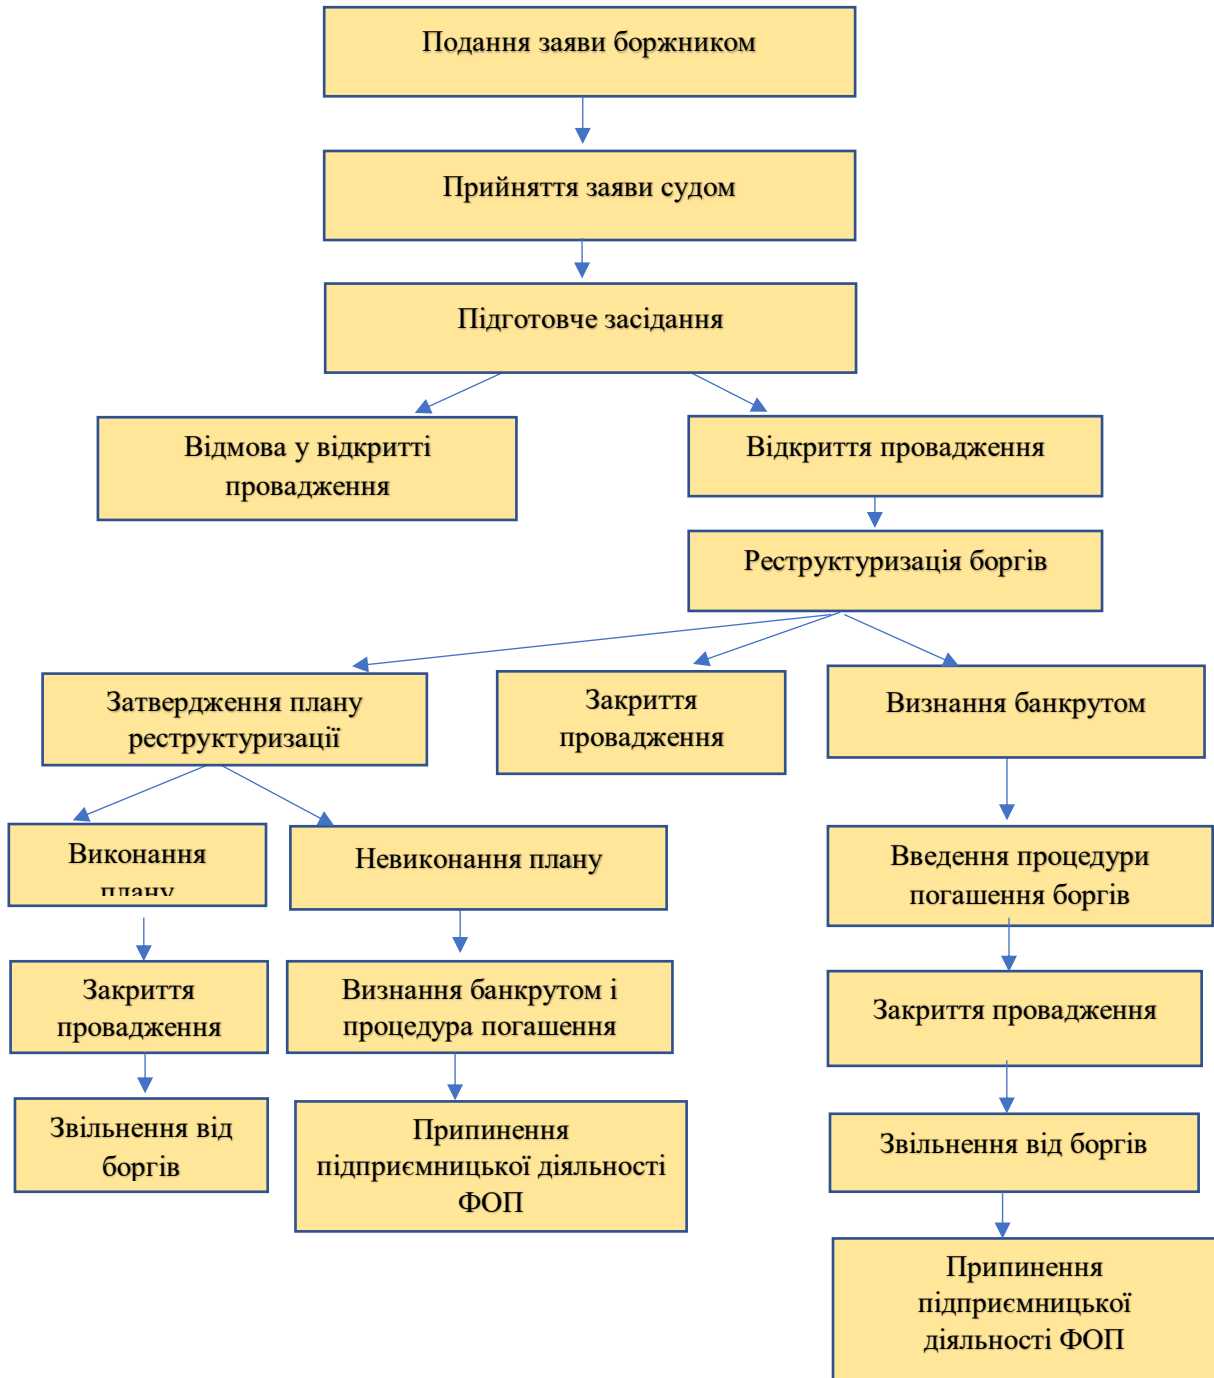 Подання заяви боржником
Прийняття заяви судом
Підготовче засідання
Відмова у відкритті
провадження
Відкриття провадження
Реструктуризація боргів
Затвердження плану
реструктуризації
Закриття
провадження
Визнання банкрутом
Виконання
плану
Невиконання плану
Введення процедури
погашення боргів
Закриття
провадження
Визнання банкрутом і
процедура погашення
Закриття провадження
Звільнення від
боргів
Припинення
підприємницької діяльності
ФОП
Звільнення від боргів
Припинення
підприємницької
діяльності ФОП